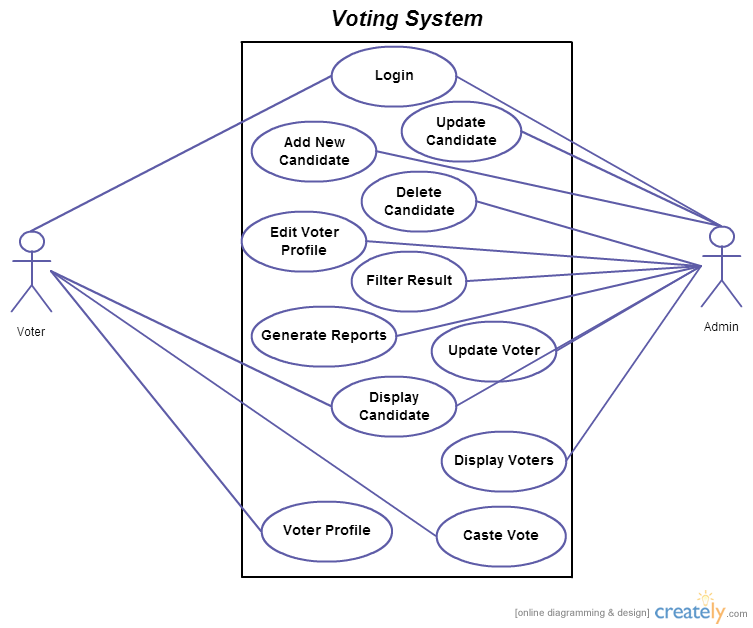 Voting System
Login
Update
Candidate
Add New
Candidate
Delete
Candidate
Edit Voter
Profile
Filter Result
Generate Reports
Update Voter
Display
Candidate
Display Voters
Voter Profile
Caste Vote
Voter
Admin
[online diagramming & design] creately.com